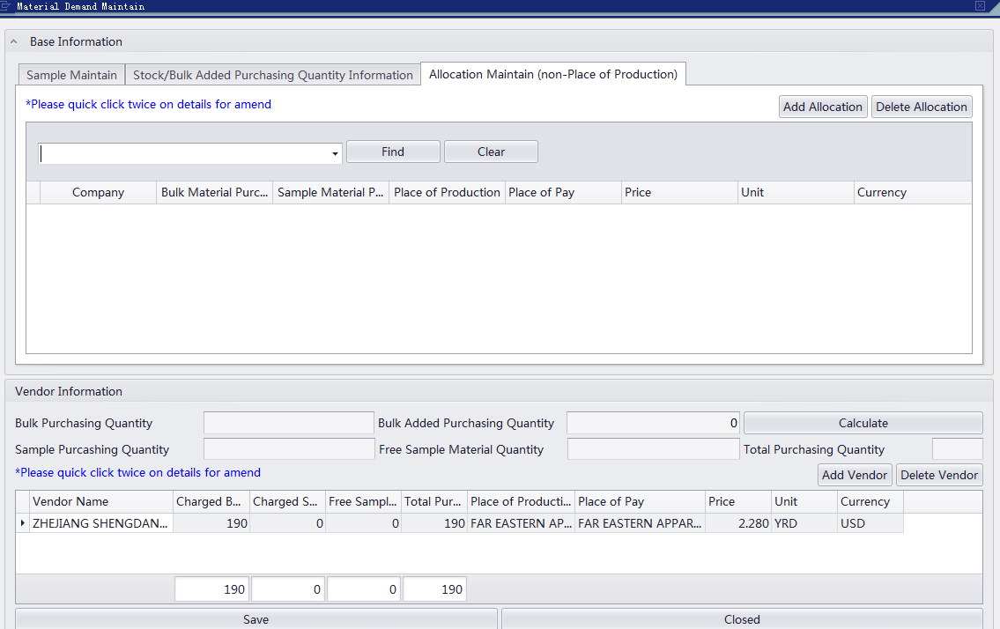 Material Demand Maintain
Base Information
Sample Maintain Stock/Bulk Added Purchasing Quantity Information Allocation Maintain (non-Place of Production)
*Please quick click twice on details for amend
Add Allocation Delete Allocation
Find Clear
Company Bulk Material Purc... Sample Material P... Place of Production Place of Pay Price Unit Currency
Vendor Information
Bulk Purchasing Quantity Bulk Added Purchasing Quantity 0 Calculate
Sample Purcashing Quantity Free Sample Material Quantity Total Purchasing Quantity
*Please quick click twice on details for amend
Add Vendor Delete Vendor
Vendor Name Charged B... Charged S... Free Sampl... Total Pur... Place of Producti... Place of Pay Price Unit Currency
ZHEJIANG SHENGDAN... 190 0 0 190 FAR EASTERN AP... FAR EASTERN APPAR... 2.280 YRD USD
190 0 0 190
Save Closed